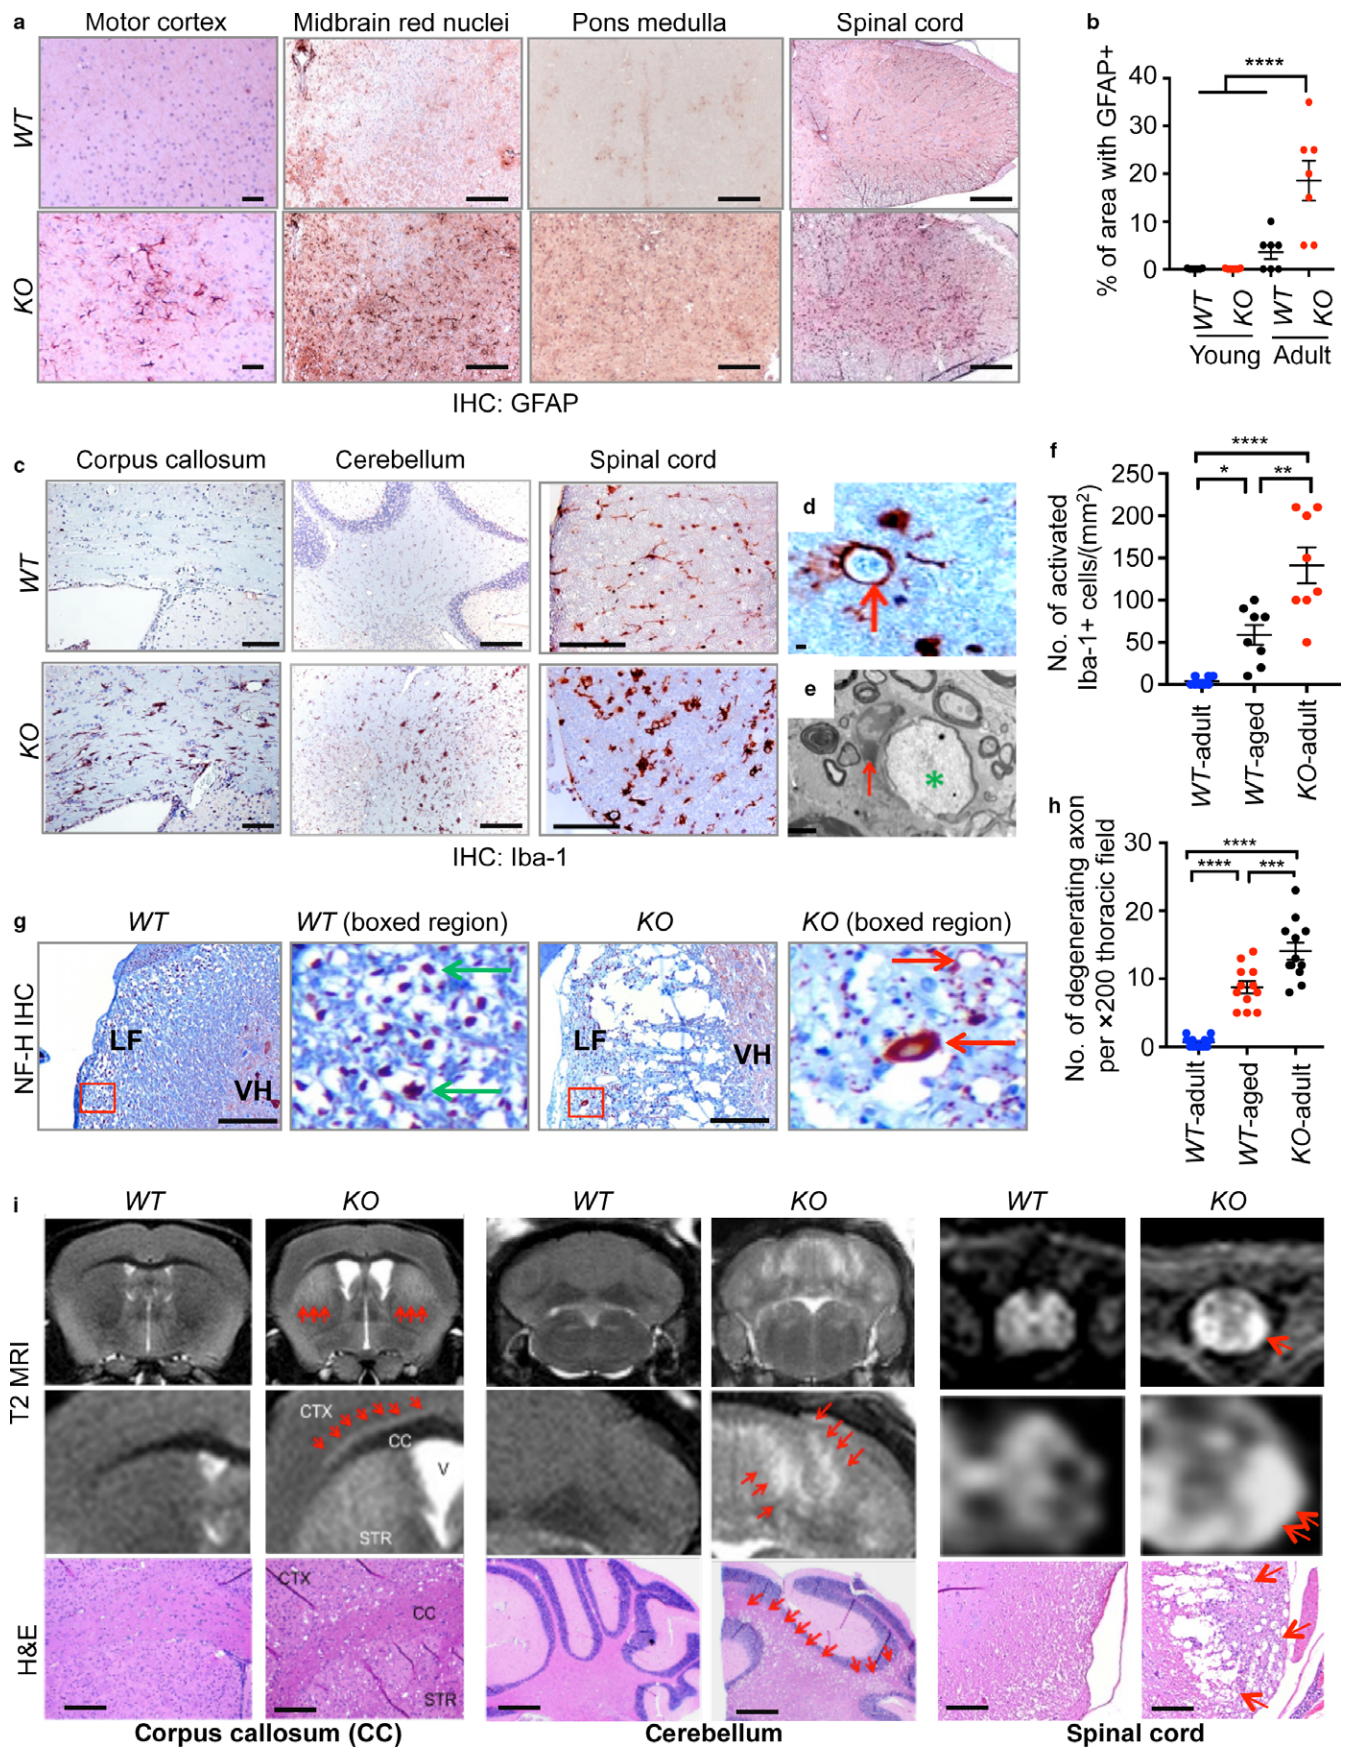 a
Motor cortex Midbrain red nuclei Pons medulla Spinal cord
WT
KO
IHC: GFAP
b
****
% of area with GFAP+
40
30
20
10
0
WT KO WT KO
Young Adult
c
Corpus callosum Cerebellum Spinal cord
WT
KO
IHC: Iba-1
d
e
*
f
****
* **
No. of activated
Iba-1+ cells/(mm²)
250
200
150
100
50
0
WT-adult WT-aged KO-adult
g
WT WT (boxed region) KO KO (boxed region)
NF-H IHC
LF VH LF VH
h
****
**** ***
No. of degenerating axon
per ×200 thoracic field
30
20
10
0
WT-adult WT-aged KO-adult
i
WT KO WT KO WT KO
T2 MRI
CTX
CC
V
STR
H&E
CTX
CC
STR
Corpus callosum (CC) Cerebellum Spinal cord